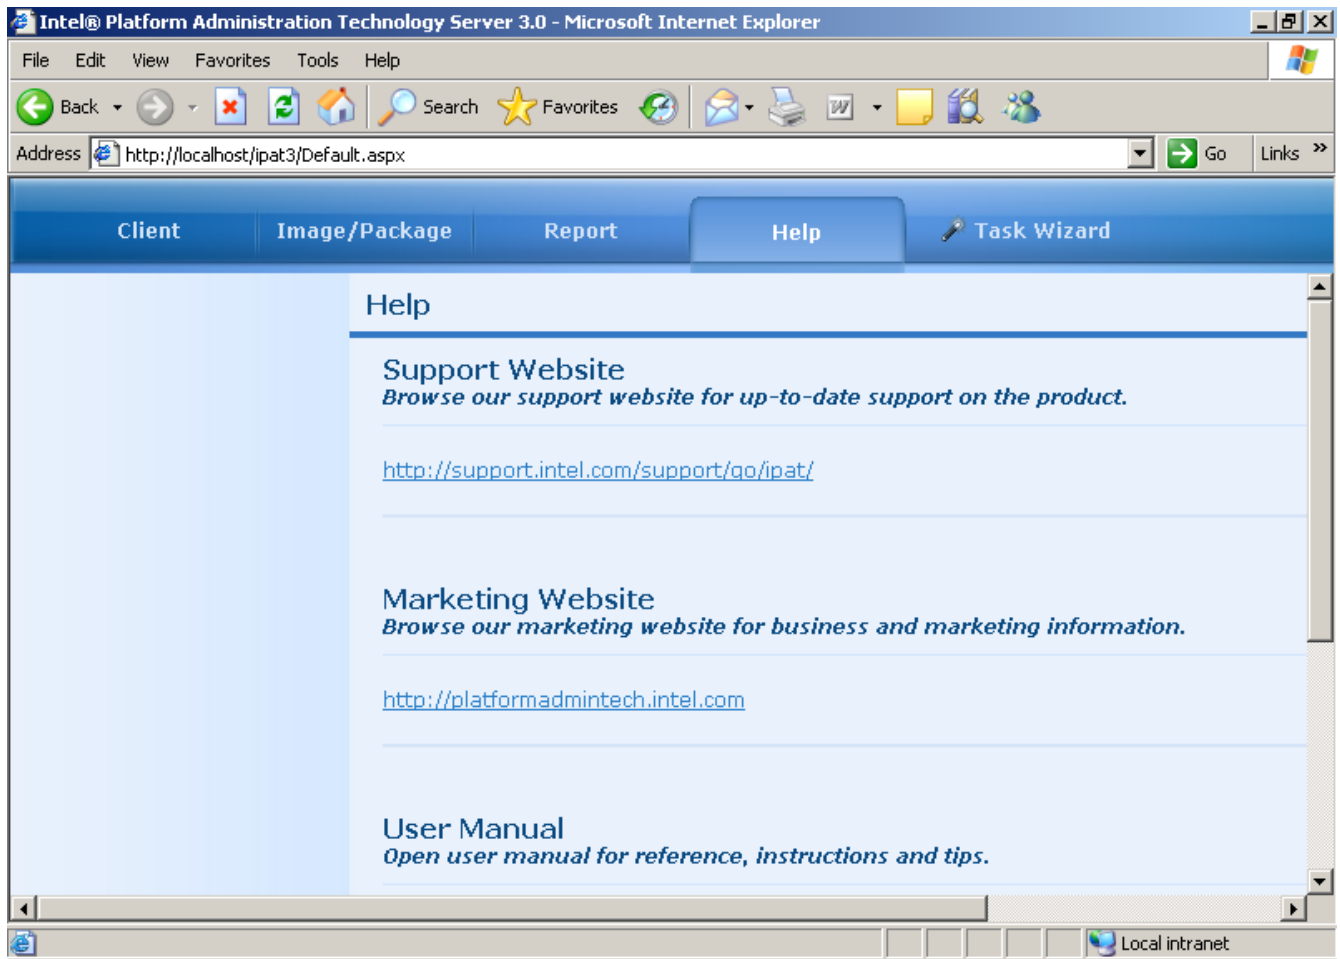 Intel® Platform Administration Technology Server 3.0 - Microsoft Internet Explorer
File Edit View Favorites Tools Help
Back Search Favorites
Address http://localhost/ipat3/Default.aspx Go Links »
Client Image/Package Report Help Task Wizard
Help
Support Website
Browse our support website for up-to-date support on the product.
http://support.intel.com/support/go/ipat/
Marketing Website
Browse our marketing website for business and marketing information.
http://platformadmintech.intel.com
User Manual
Open user manual for reference, instructions and tips.
Local intranet